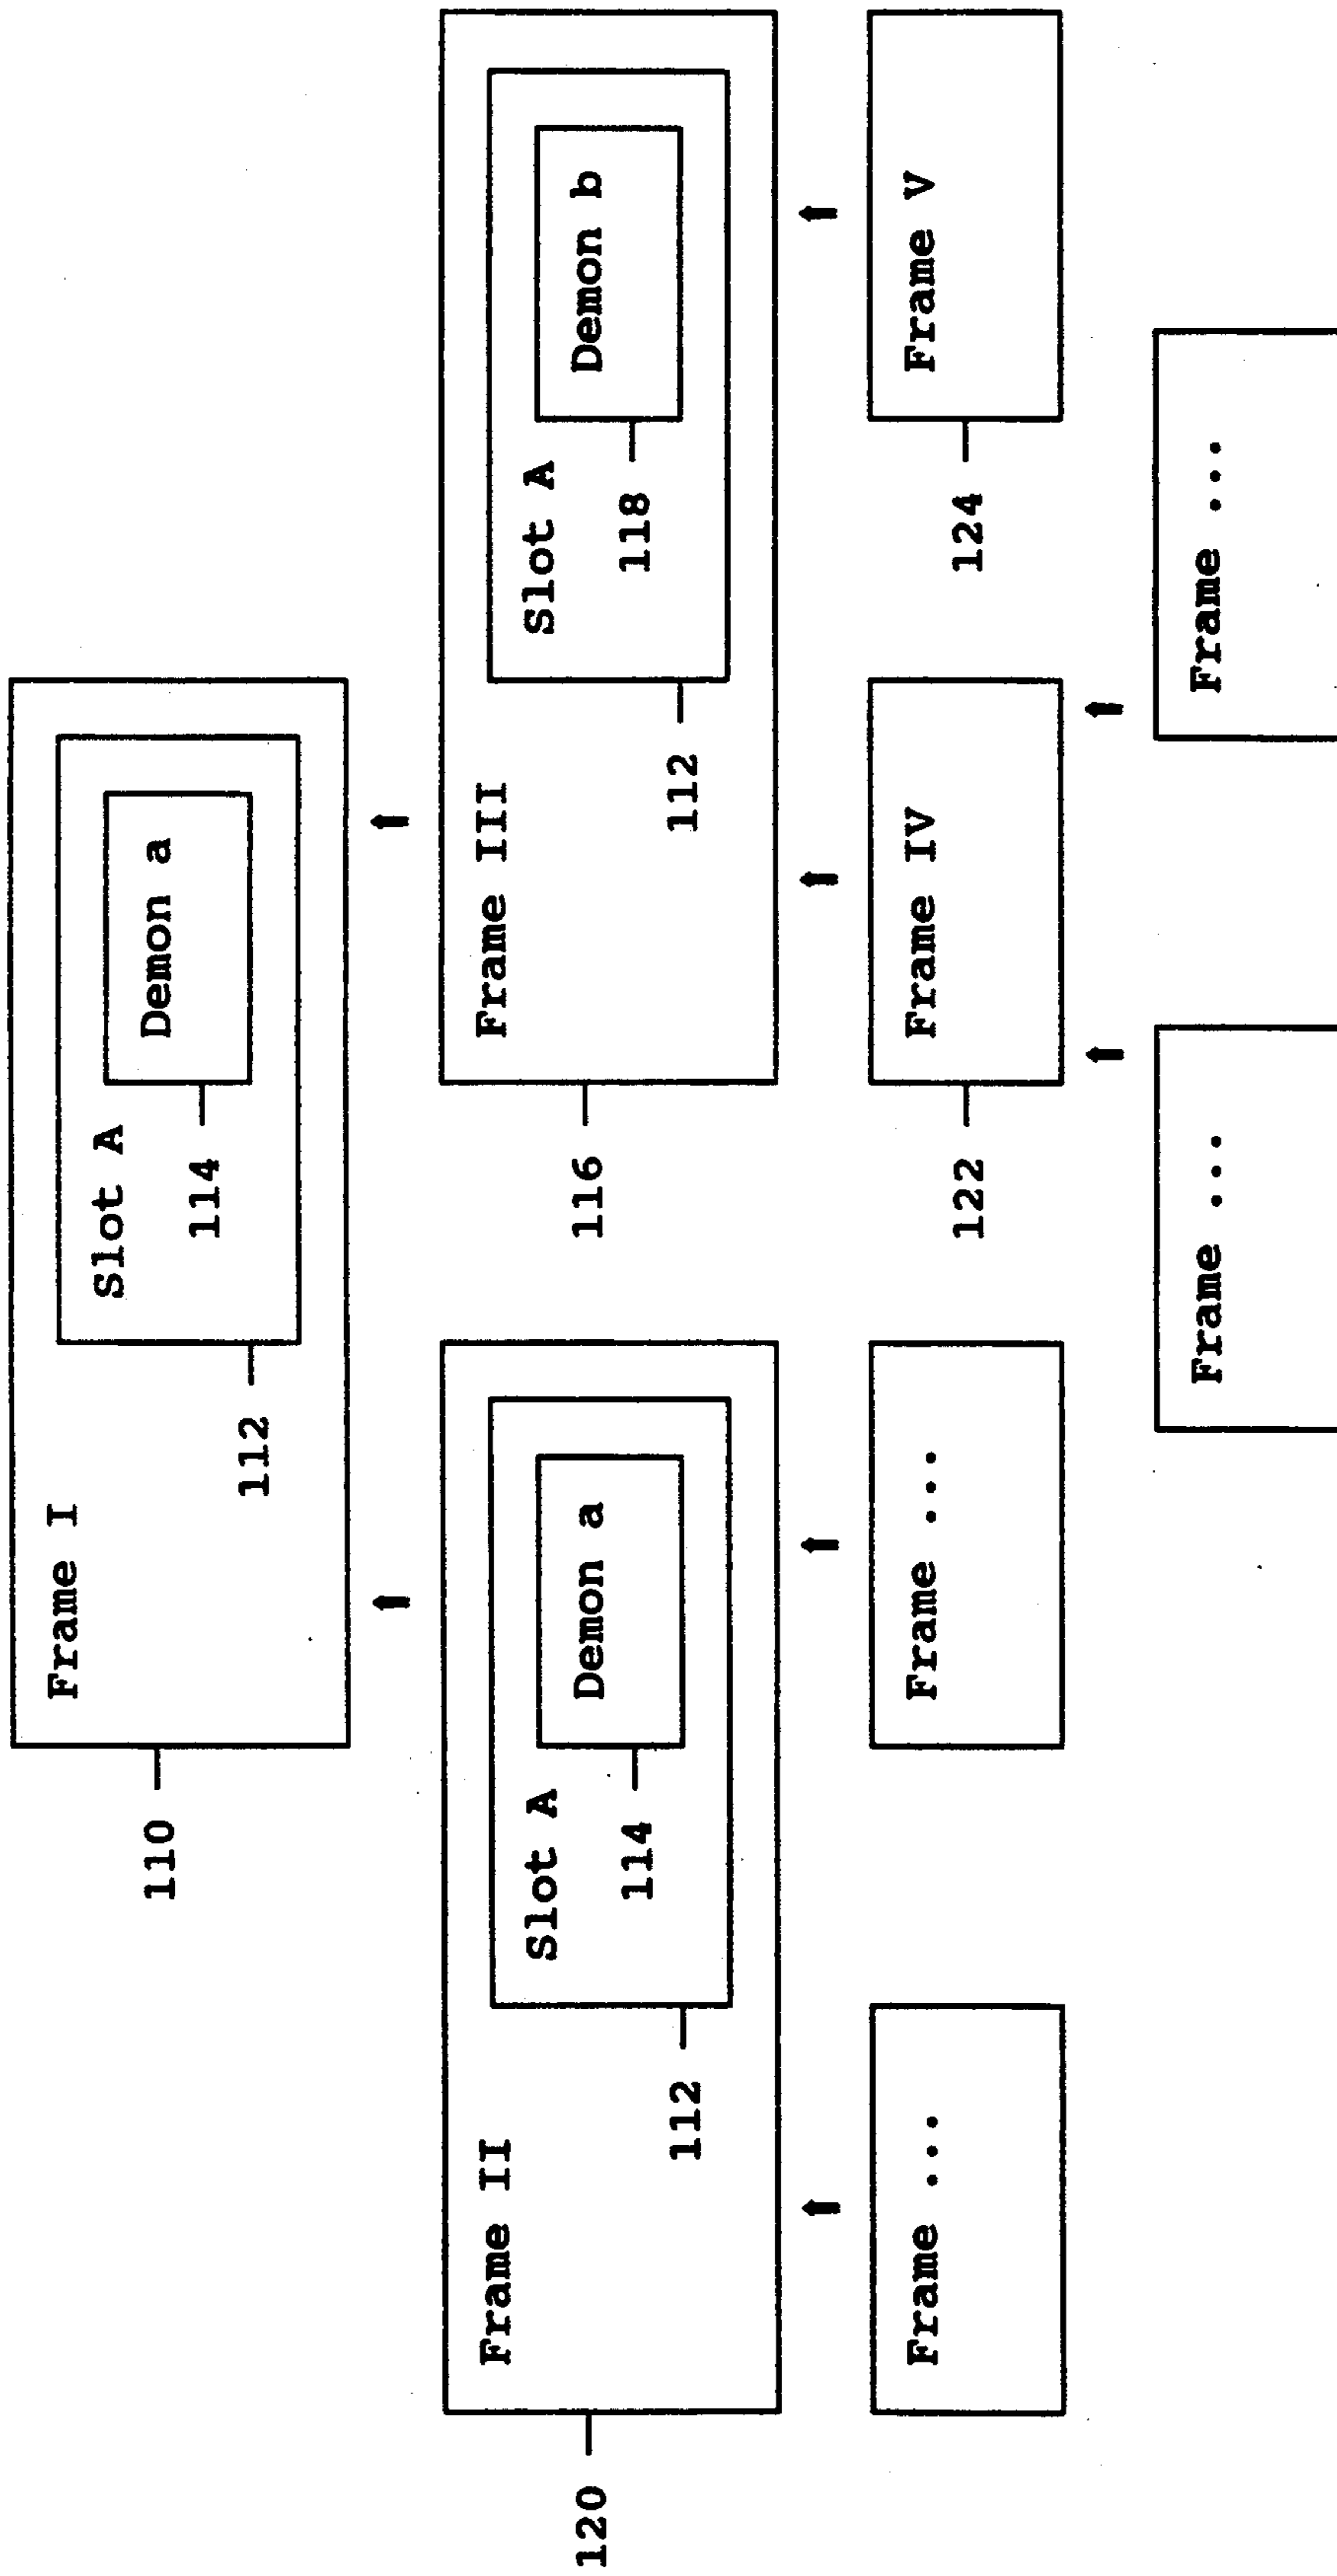 Frame I
Slot A
Demon a
110
114
112
Frame II
Slot A
Demon a
120
114
112
Frame III
Slot A
Demon b
116
118
112
Frame ...
Frame ...
Frame IV
122
Frame V
124
Frame ...
Frame ...